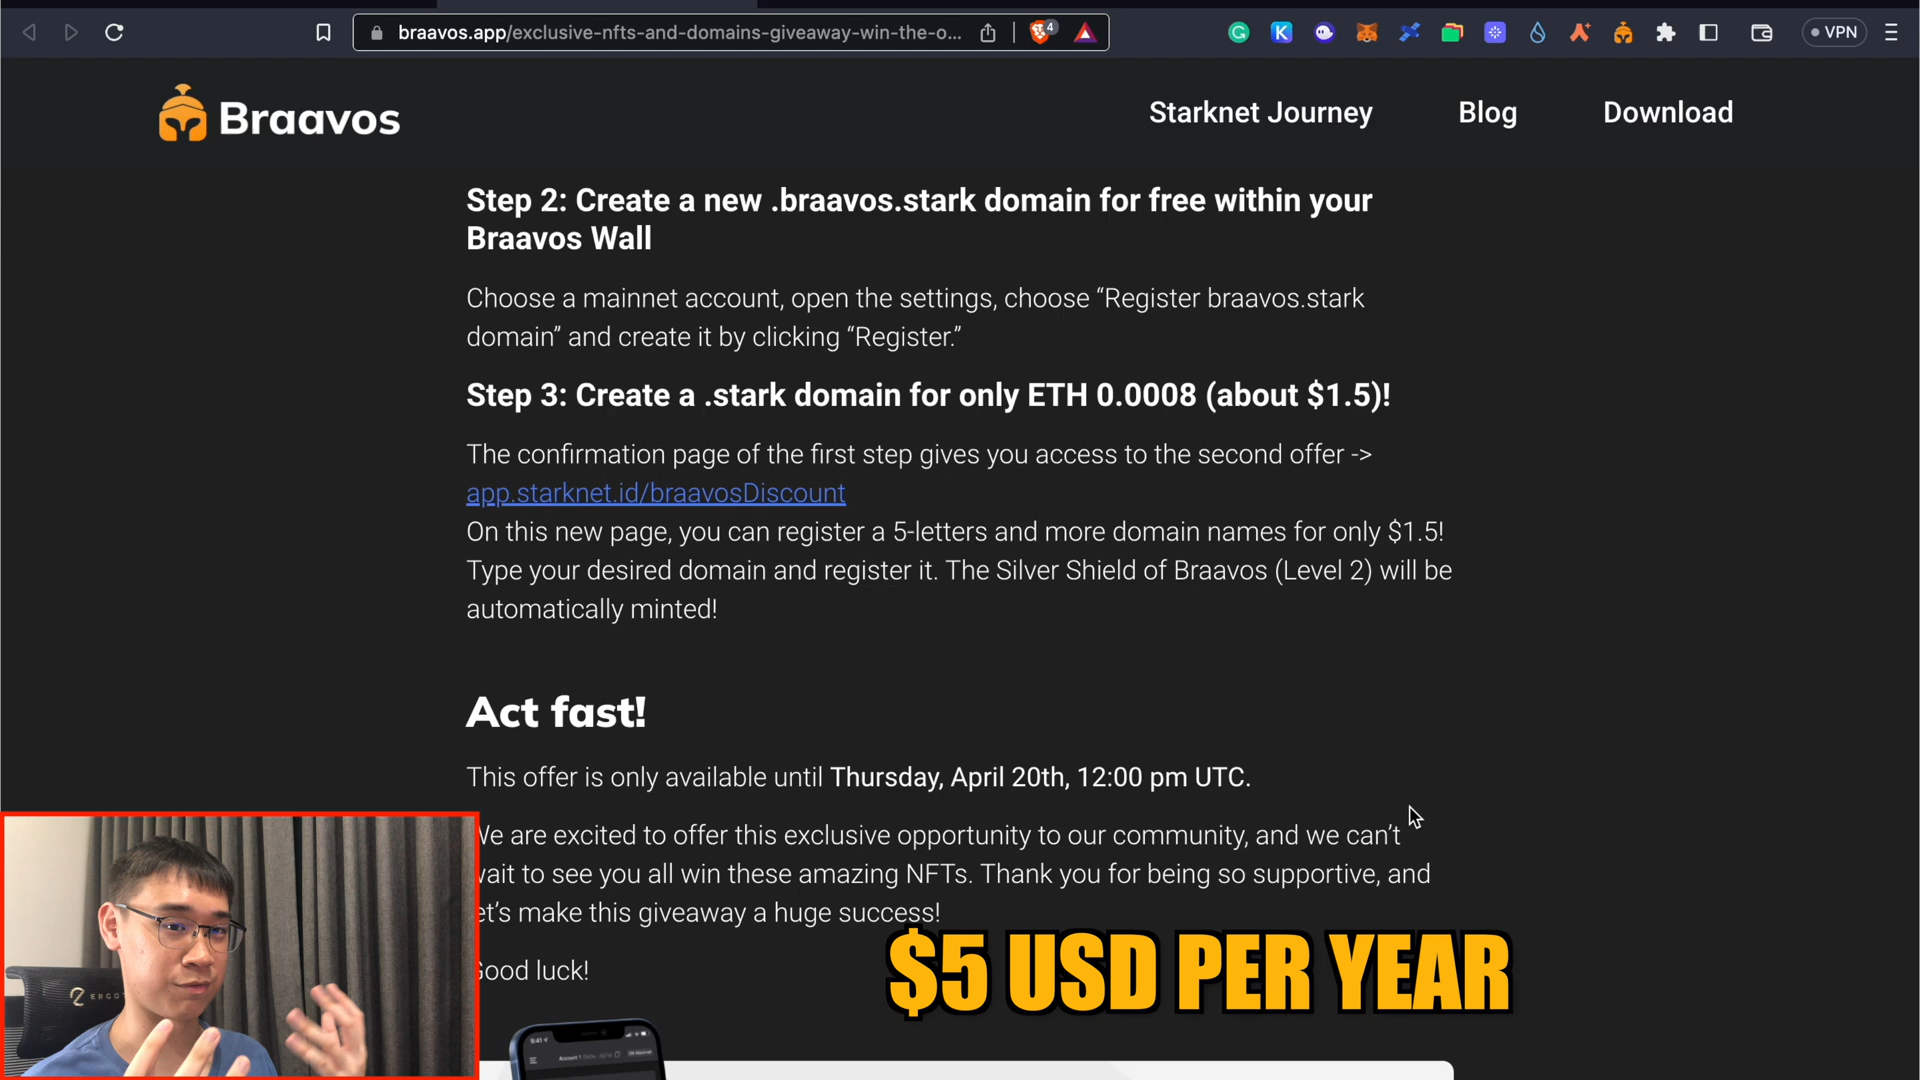 braavos.app/exclusive-nfts-and-domains-giveaway-win-the-o...
4
VPN
Braavos
Starknet Journey
Blog
Download
Step 2: Create a new .braavos.stark domain for free within your
Braavos Wall
Choose a mainnet account, open the settings, choose “Register braavos.stark
domain” and create it by clicking “Register.”
Step 3: Create a .stark domain for only ETH 0.0008 (about $1.5)!
The confirmation page of the first step gives you access to the second offer ->
app.starknet.id/braavosDiscount
On this new page, you can register a 5-letters and more domain names for only $1.5!
Type your desired domain and register it. The Silver Shield of Braavos (Level 2) will be
automatically minted!
Act fast!
This offer is only available until Thursday, April 20th, 12:00 pm UTC.
We are excited to offer this exclusive opportunity to our community, and we can’t
wait to see you all win these amazing NFTs. Thank you for being so supportive, and
let’s make this giveaway a huge success!
Good luck!
$5 USD PER YEAR
ERGOT
9:41